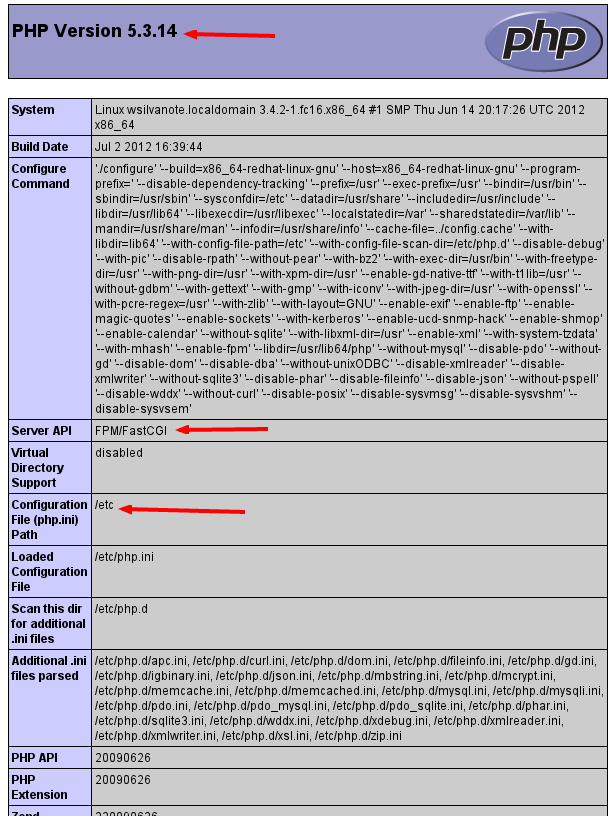 PHP Version 5.3.14
php
System
Linux wsilvanote.localdomain 3.4.2-1.fc16.x86_64 #1 SMP Thu Jun 14 20:17:26 UTC 2012
x86_64
Build Date
Jul 2 2012 16:39:44
Configure
Command
'./configure' '--build=x86_64-redhat-linux-gnu' '--host=x86_64-redhat-linux-gnu' '--program-
prefix=' '--disable-dependency-tracking' '--prefix=/usr' '--exec-prefix=/usr' '--bindir=/usr/bin' '--
sbindir=/usr/sbin' '--sysconfdir=/etc' '--datadir=/usr/share' '--includedir=/usr/include' '--
libdir=/usr/lib64' '--libexecdir=/usr/libexec' '--localstatedir=/var' '--sharedstatedir=/var/lib' '--
mandir=/usr/share/man' '--infodir=/usr/share/info' '--cache-file=../config.cache' '--with-
libdir=lib64' '--with-config-file-path=/etc' '--with-config-file-scan-dir=/etc/php.d' '--disable-debug'
'--with-pic' '--disable-rpath' '--without-pear' '--with-bz2' '--with-exec-dir=/usr/bin' '--with-freetype-
dir=/usr' '--with-png-dir=/usr' '--with-xpm-dir=/usr' '--enable-gd-native-ttf' '--with-t1lib=/usr' '--
without-gdbm' '--with-gettext' '--with-gmp' '--with-iconv' '--with-jpeg-dir=/usr' '--with-openssl' '--
with-pcre-regex=/usr' '--with-zlib' '--with-layout=GNU' '--enable-exif' '--enable-ftp' '--enable-
magic-quotes' '--enable-sockets' '--with-kerberos' '--enable-ucd-snmp-hack' '--enable-shmop'
'--enable-calendar' '--without-sqlite' '--with-libxml-dir=/usr' '--enable-xml' '--with-system-tzdata'
'--with-mhash' '--enable-fpm' '--libdir=/usr/lib64/php' '--without-mysql' '--disable-pdo' '--without-
gd' '--disable-dom' '--disable-dba' '--without-unixODBC' '--disable-xmlreader' '--disable-
xmlwriter' '--without-sqlite3' '--disable-phar' '--disable-fileinfo' '--disable-json' '--without-pspell'
'--disable-wddx' '--without-curl' '--disable-posix' '--disable-sysvmsg' '--disable-sysvshm' '--
disable-sysvsem'
Server API
FPM/FastCGI
Virtual
Directory
Support
disabled
Configuration
File (php.ini)
Path
/etc
Loaded
Configuration
File
/etc/php.ini
Scan this dir
for additional
.ini files
/etc/php.d
Additional .ini
files parsed
/etc/php.d/apc.ini, /etc/php.d/curl.ini, /etc/php.d/dom.ini, /etc/php.d/fileinfo.ini, /etc/php.d/gd.ini,
/etc/php.d/igbinary.ini, /etc/php.d/json.ini, /etc/php.d/mbstring.ini, /etc/php.d/mcrypt.ini,
/etc/php.d/memcache.ini, /etc/php.d/memcached.ini, /etc/php.d/mysql.ini, /etc/php.d/mysqli.ini,
/etc/php.d/pdo.ini, /etc/php.d/pdo_mysql.ini, /etc/php.d/pdo_sqlite.ini, /etc/php.d/phar.ini,
/etc/php.d/sqlite3.ini, /etc/php.d/wddx.ini, /etc/php.d/xdebug.ini, /etc/php.d/xmlreader.ini,
/etc/php.d/xmlwriter.ini, /etc/php.d/xsl.ini, /etc/php.d/zip.ini
PHP API
20090626
PHP
Extension
20090626
Zend
220090626